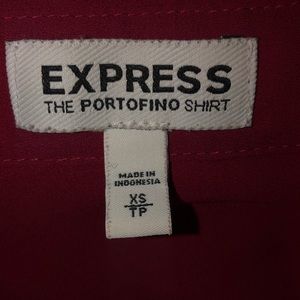 EXPRESS
THE PORTOFINO SHIRT
MADE IN
INDONESIA
XS
TP